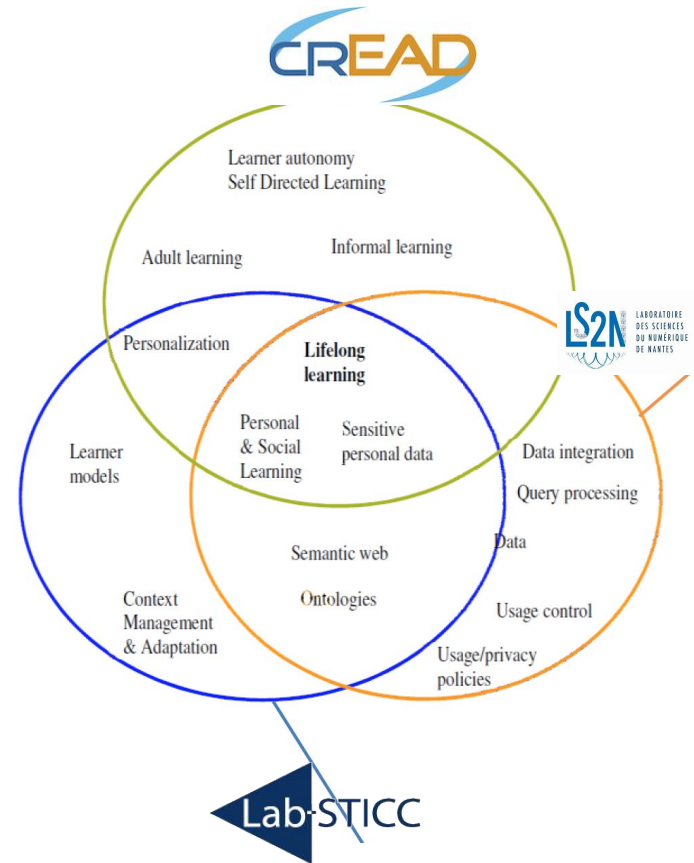 CREAD
Learner autonomy
Self Directed Learning
Informal learning
Adult learning
LS2N
LABORATOIRE
DES SCIENCES
DU NUMÉRIQUE
DE NANTES
Personalization
Lifelong
learning
Personal
& Social
Learning
Sensitive
personal data
Learner
models
Data integration
Query processing
Data
Semantic web
Ontologies
Context
Management
& Adaptation
Usage control
Usage/privacy
policies
Lab-STICC